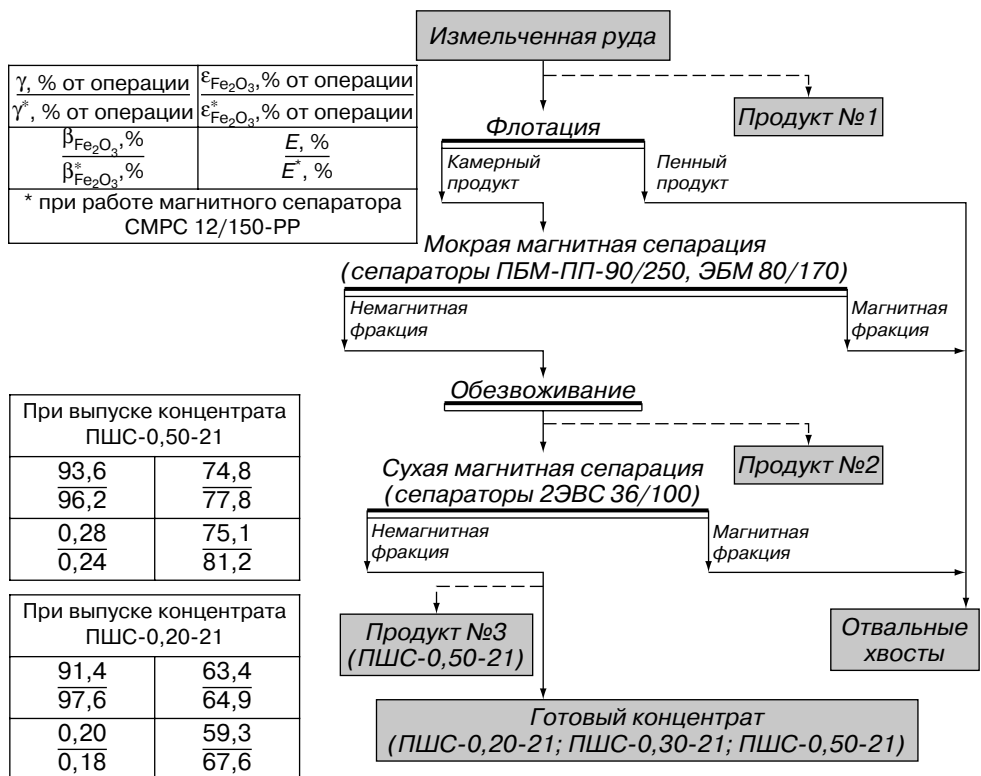 Измельченная руда
γ, % от операции
γ*, % от операции
εFe₂O₃,% от операции
ε*Fe₂O₃,% от операции
βFe₂O₃,%
β*Fe₂O₃,%
E, %
E*, %
* при работе магнитного сепаратора
СМРС 12/150-РР
Продукт №1
Флотация
Камерный
продукт
Пенный
продукт
Мокрая магнитная сепарация
(сепараторы ПБМ-ПП-90/250, ЭБМ 80/170)
Немагнитная
фракция
Магнитная
фракция
Обезвоживание
Продукт №2
Сухая магнитная сепарация
(сепараторы 2ЭВС 36/100)
Немагнитная
фракция
Магнитная
фракция
Продукт №3
(ПШС-0,50-21)
Отвальные
хвосты
Готовый концентрат
(ПШС-0,20-21; ПШС-0,30-21; ПШС-0,50-21)
При выпуске концентрата
ПШС-0,50-21
93,6 74,8
96,2 77,8
0,28 75,1
0,24 81,2
При выпуске концентрата
ПШС-0,20-21
91,4 63,4
97,6 64,9
0,20 59,3
0,18 67,6